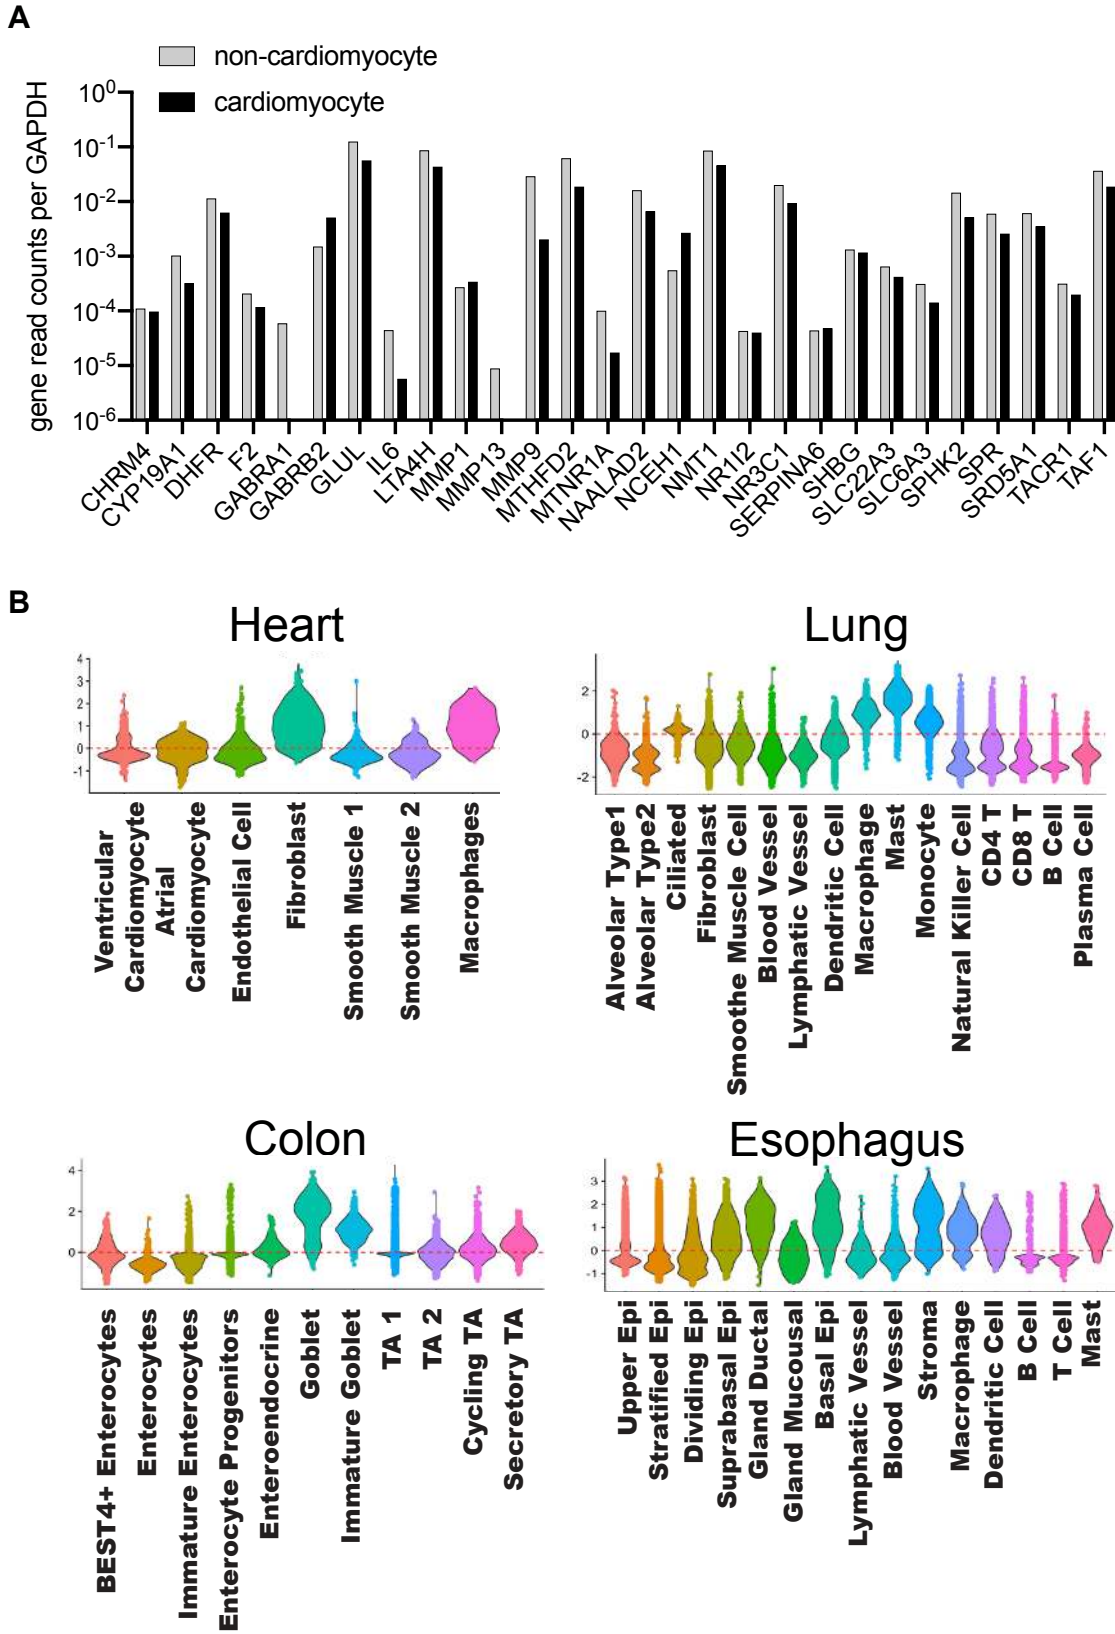 A
non-cardiomyocyte
cardiomyocyte
gene read counts per GAPDH
10⁰
10⁻¹
10⁻²
10⁻³
10⁻⁴
10⁻⁵
10⁻⁶
CHRM4
CYP19A1
DHFR
F2
GABRA1
GABRB2
GLUL
IL6
LTA4H
MMP1
MMP13
MMP9
MTHFD2
MTNR1A
NAALAD2
NCEH1
NMT1
NR1I2
NR3C1
SERPINA6
SHBG
SLC22A3
SLC6A3
SPHK2
SPR
SRD5A1
TACR1
TAF1
B
Heart
4
3
2
1
0
-1
Ventricular
Cardiomyocyte
Atrial
Cardiomyocyte
Endothelial Cell
Fibroblast
Smooth Muscle 1
Smooth Muscle 2
Macrophages
Lung
2
0
-2
Alveolar Type1
Alveolar Type2
Ciliated
Fibroblast
Smoothe Muscle Cell
Blood Vessel
Lymphatic Vessel
Dendritic Cell
Macrophage
Mast
Monocyte
Natural Killer Cell
CD4 T
CD8 T
B Cell
Plasma Cell
Colon
4
2
0
BEST4+ Enterocytes
Enterocytes
Immature Enterocytes
Enterocyte Progenitors
Enteroendocrine
Goblet
Immature Goblet
TA 1
TA 2
Cycling TA
Secretory TA
Esophagus
3
2
1
0
-1
Upper Epi
Stratified Epi
Dividing Epi
Suprabasal Epi
Gland Ductal
Gland Mucousal
Basal Epi
Lymphatic Vessel
Blood Vessel
Stroma
Macrophage
Dendritic Cell
B Cell
T Cell
Mast